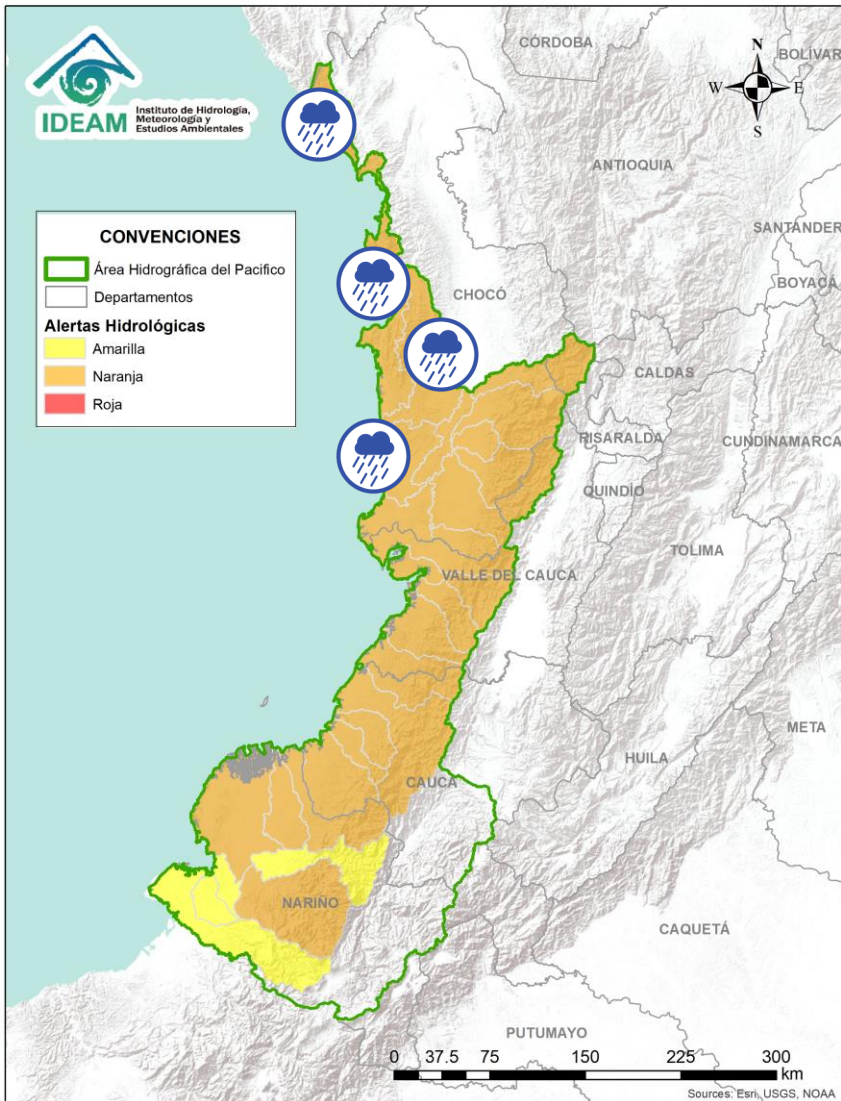 IDEAM
Instituto de Hidrología,
Meteorología y
Estudios Ambientales
CÓRDOBA
BOLÍVAR
N
W
E
S
ANTIOQUIA
SANTANDER
BOYACÁ
CONVENCIONES
Área Hidrográfica del Pacifico
Departamentos
Alertas Hidrológicas
Amarilla
Naranja
Roja
CHOCÓ
CALDAS
RISARALDA
CUNDINAMARCA
QUINDÍO
TOLIMA
VALLE DEL CAUCA
META
HUILA
CAUCA
NARIÑO
CAQUETÁ
PUTUMAYO
0 37.5 75 150 225 300
km
Sources: Esri, USGS, NOAA